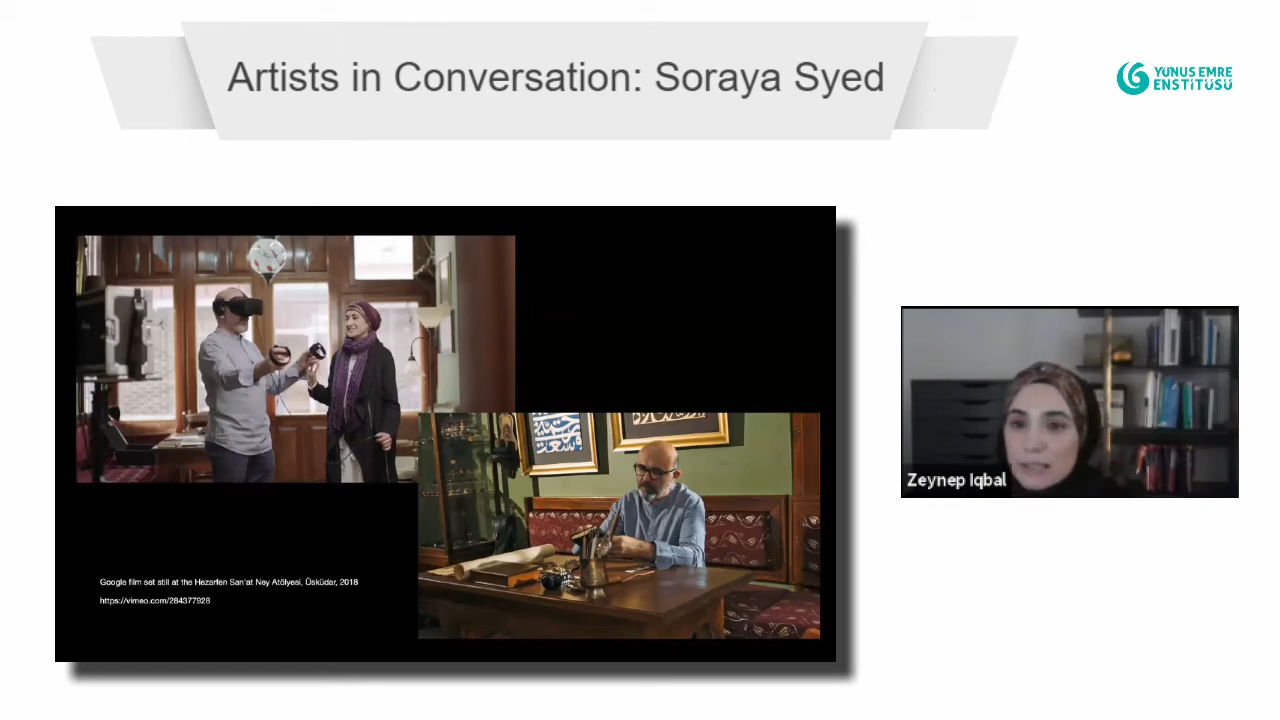 Artists in Conversation: Soraya Syed
YUNUS EMRE
ENSTİTÜSÜ
Google film set still at the Hezarfen San'at Ney Atölyesi, Üsküdar, 2018
https://vimeo.com/284377928
Zeynep Iqbal